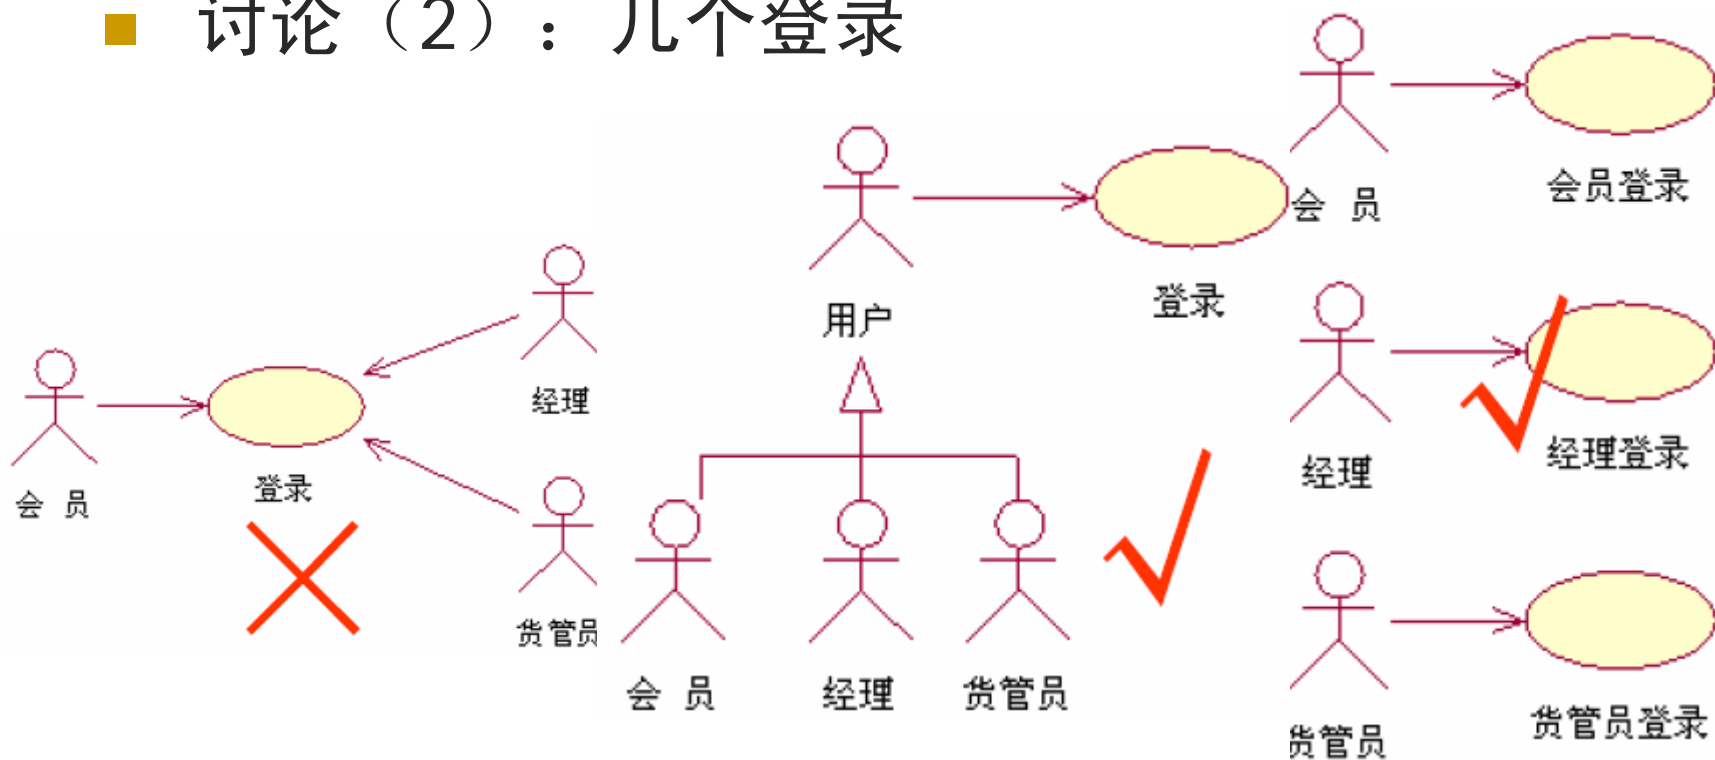 讨论（2）：几个登录
会 员
登录
经理
货管员
用户
登录
会 员
经理
货管员
会 员
会员登录
经理
经理登录
货管员
货管员登录